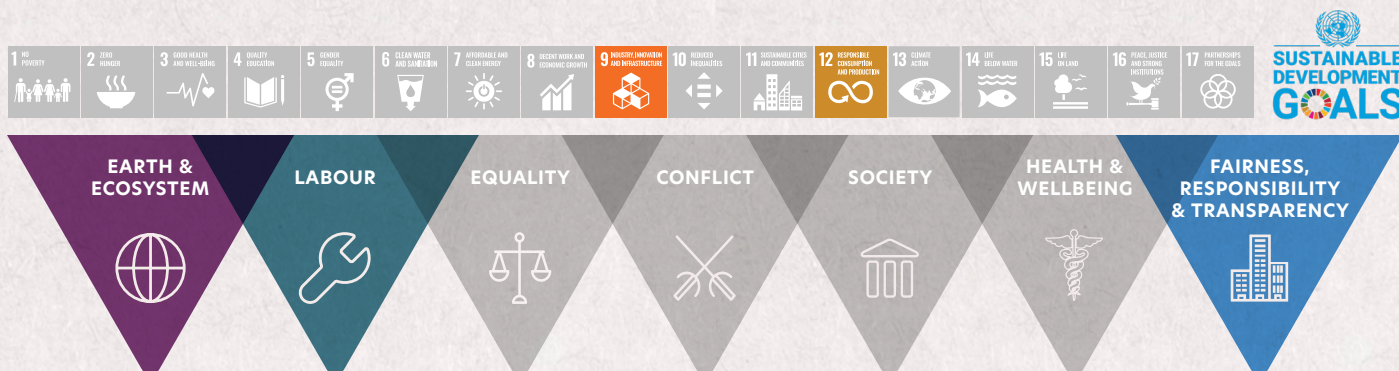 1 NO
POVERTY
2 ZERO
HUNGER
3 GOOD HEALTH
AND WELL-BEING
4 QUALITY
EDUCATION
5 GENDER
EQUALITY
6 CLEAN WATER
AND SANITATION
7 AFFORDABLE AND
CLEAN ENERGY
8 DECENT WORK AND
ECONOMIC GROWTH
9 INDUSTRY, INNOVATION
AND INFRASTRUCTURE
10 REDUCED
INEQUALITIES
11 SUSTAINABLE CITIES
AND COMMUNITIES
12 RESPONSIBLE
CONSUMPTION
AND PRODUCTION
13 CLIMATE
ACTION
14 LIFE
BELOW WATER
15 LIFE
ON LAND
16 PEACE, JUSTICE
AND STRONG
INSTITUTIONS
17 PARTNERSHIPS
FOR THE GOALS
SUSTAINABLE
DEVELOPMENT
GOALS
EARTH &
ECOSYSTEM
LABOUR
EQUALITY
CONFLICT
SOCIETY
HEALTH &
WELLBEING
FAIRNESS,
RESPONSIBILITY
& TRANSPARENCY